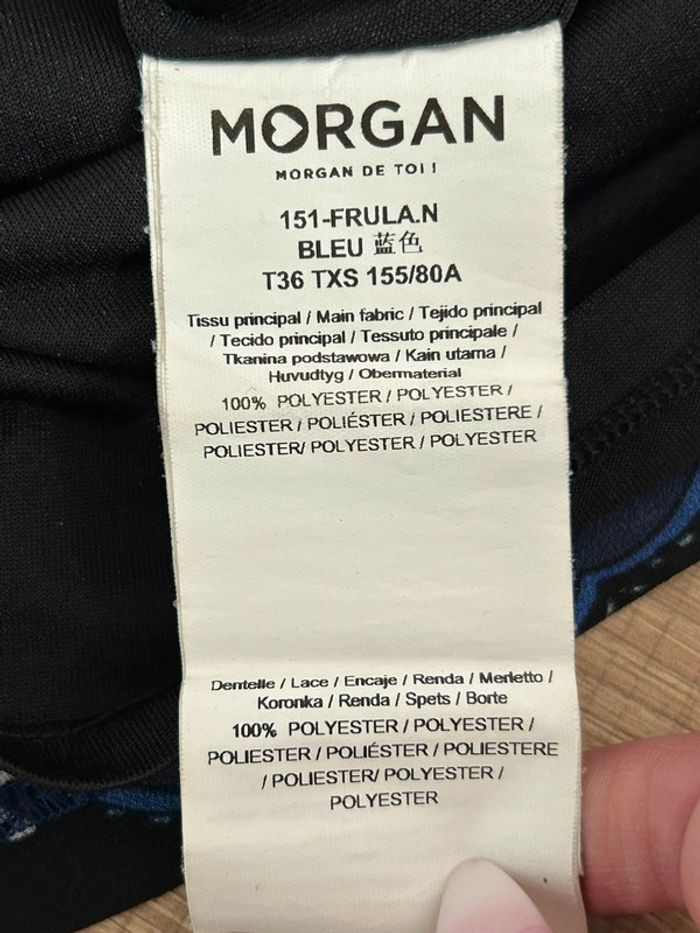 MORGAN
MORGAN DE TOI !
151-FRULA.N
BLEU 蓝色
T36 TXS 155/80A
Tissu principal / Main fabric / Tejido principal
/ Tecido principal / Tessuto principale /
Tkanina podstawowa / Kain utama /
Huvudtyg / Obermaterial
100% POLYESTER / POLYESTER /
POLIESTER / POLIÉSTER / POLIESTERE /
POLIESTER/ POLYESTER / POLYESTER
Dentelle / Lace / Encaje / Renda / Merletto /
Koronka / Renda / Spets / Borte
100% POLYESTER / POLYESTER /
POLIESTER / POLIÉSTER / POLIESTERE
/ POLIESTER/ POLYESTER /
POLYESTER